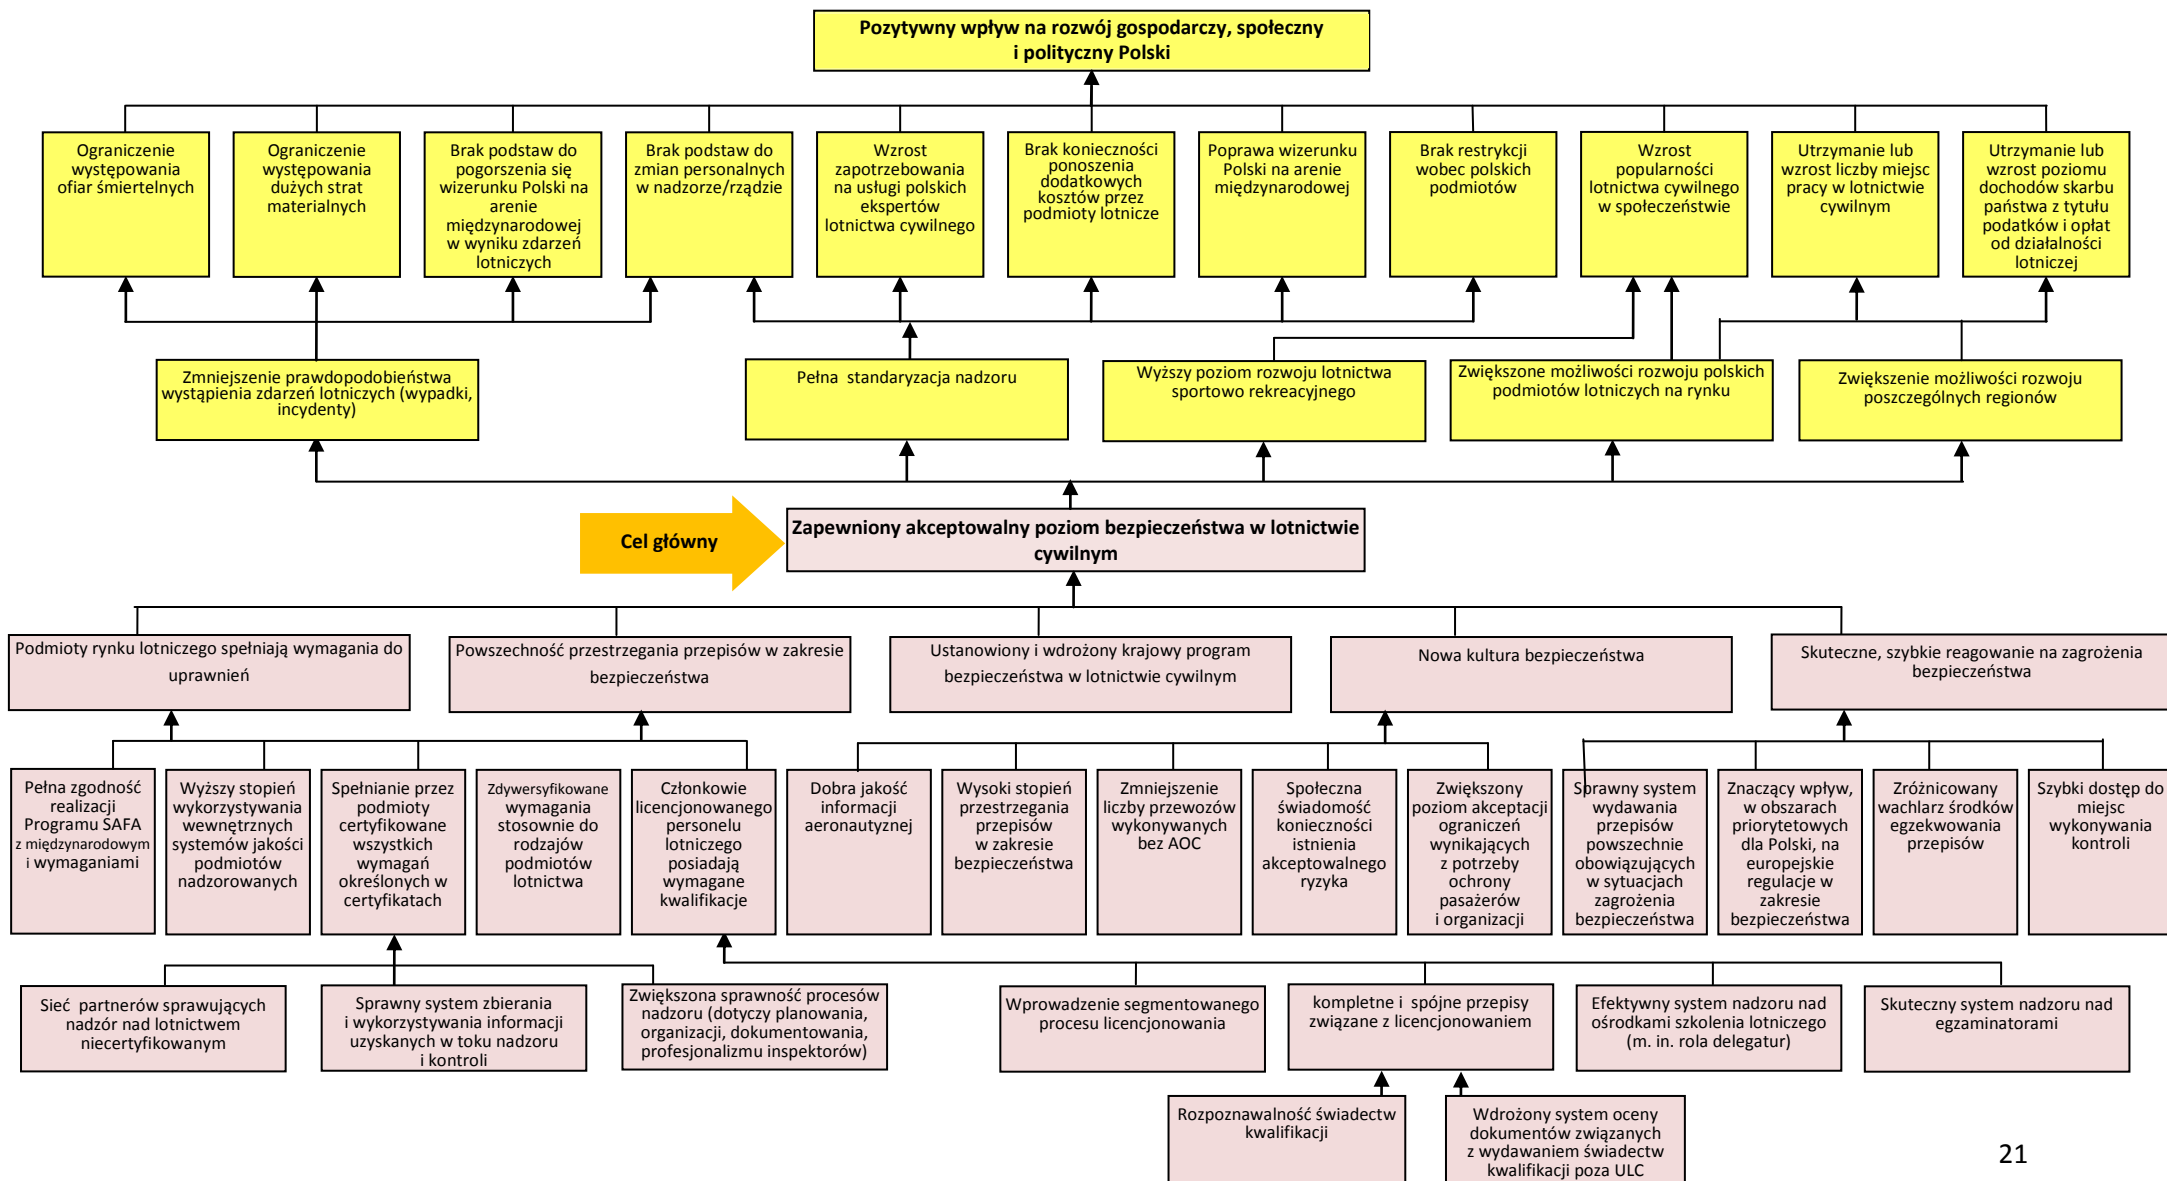 Pozytywny wpływ na rozwój gospodarczy, społeczny
i polityczny Polski
Ograniczenie
występowania
ofiar śmiertelnych
Ograniczenie
występowania
dużych strat
materialnych
Brak podstaw do
pogorszenia się
wizerunku Polski na
arenie
międzynarodowej
w wyniku zdarzeń
lotniczych
Brak podstaw do
zmian personalnych
w nadzorze/rządzie
Wzrost
zapotrzebowania
na usługi polskich
ekspertów
lotnictwa cywilnego
Brak konieczności
ponoszenia
dodatkowych
kosztów przez
podmioty lotnicze
Poprawa wizerunku
Polski na arenie
międzynarodowej
Brak restrykcji
wobec polskich
podmiotów
Wzrost
popularności
lotnictwa cywilnego
w społeczeństwie
Utrzymanie lub
wzrost liczby miejsc
pracy w lotnictwie
cywilnym
Utrzymanie lub
wzrost poziomu
dochodów skarbu
państwa z tytułu
podatków i opłat
od działalności
lotniczej
Zmniejszenie prawdopodobieństwa
wystąpienia zdarzeń lotniczych (wypadki,
incydenty)
Pełna standaryzacja nadzoru
Wyższy poziom rozwoju lotnictwa
sportowo rekreacyjnego
Zwiększone możliwości rozwoju polskich
podmiotów lotniczych na rynku
Zwiększenie możliwości rozwoju
poszczególnych regionów
Cel główny
Zapewniony akceptowalny poziom bezpieczeństwa w lotnictwie
cywilnym
Podmioty rynku lotniczego spełniają wymagania do
uprawnień
Powszechność przestrzegania przepisów w zakresie
bezpieczeństwa
Ustanowiony i wdrożony krajowy program
bezpieczeństwa w lotnictwie cywilnym
Nowa kultura bezpieczeństwa
Skuteczne, szybkie reagowanie na zagrożenia
bezpieczeństwa
Pełna zgodność
realizacji
Programu SAFA
z międzynarodowym
i wymaganiami
Wyższy stopień
wykorzystywania
wewnętrznych
systemów jakości
podmiotów
nadzorowanych
Spełnianie przez
podmioty
certyfikowane
wszystkich
wymagań
określonych w
certyfikatach
Zdywersyfikowane
wymagania
stosownie do
rodzajów
podmiotów
lotnictwa
Członkowie
licencjonowanego
personelu
lotniczego
posiadają
wymagane
kwalifikacje
Dobra jakość
informacji
aeronautyznej
Wysoki stopień
przestrzegania
przepisów
w zakresie
bezpieczeństwa
Zmniejszenie
liczby przewozów
wykonywanych
bez AOC
Społeczna
świadomość
konieczności
istnienia
akceptowalnego
ryzyka
Zwiększony
poziom akceptacji
ograniczeń
wynikających
z potrzeby
ochrony
pasażerów
i organizacji
Sprawny system
wydawania
przepisów
powszechnie
obowiązujących
w sytuacjach
zagrożenia
bezpieczeństwa
Znaczący wpływ,
w obszarach
priorytetowych
dla Polski, na
europejskie
regulacje w
zakresie
bezpieczeństwa
Zróżnicowany
wachlarz środków
egzekwowania
przepisów
Szybki dostęp do
miejsc
wykonywania
kontroli
Sieć partnerów sprawujących
nadzór nad lotnictwem
niecertyfikowanym
Sprawny system zbierania
i wykorzystywania informacji
uzyskanych w toku nadzoru
i kontroli
Zwiększona sprawność procesów
nadzoru (dotyczy planowania,
organizacji, dokumentowania,
profesjonalizmu inspektorów)
Wprowadzenie segmentowanego
procesu licencjonowania
kompletne i spójne przepisy
związane z licencjonowaniem
Efektywny system nadzoru nad
ośrodkami szkolenia lotniczego
(m. in. rola delegatur)
Skuteczny system nadzoru nad
egzaminatorami
Rozpoznawalność świadectw
kwalifikacji
Wdrożony system oceny
dokumentów związanych
z wydawaniem świadectw
kwalifikacji poza ULC
21